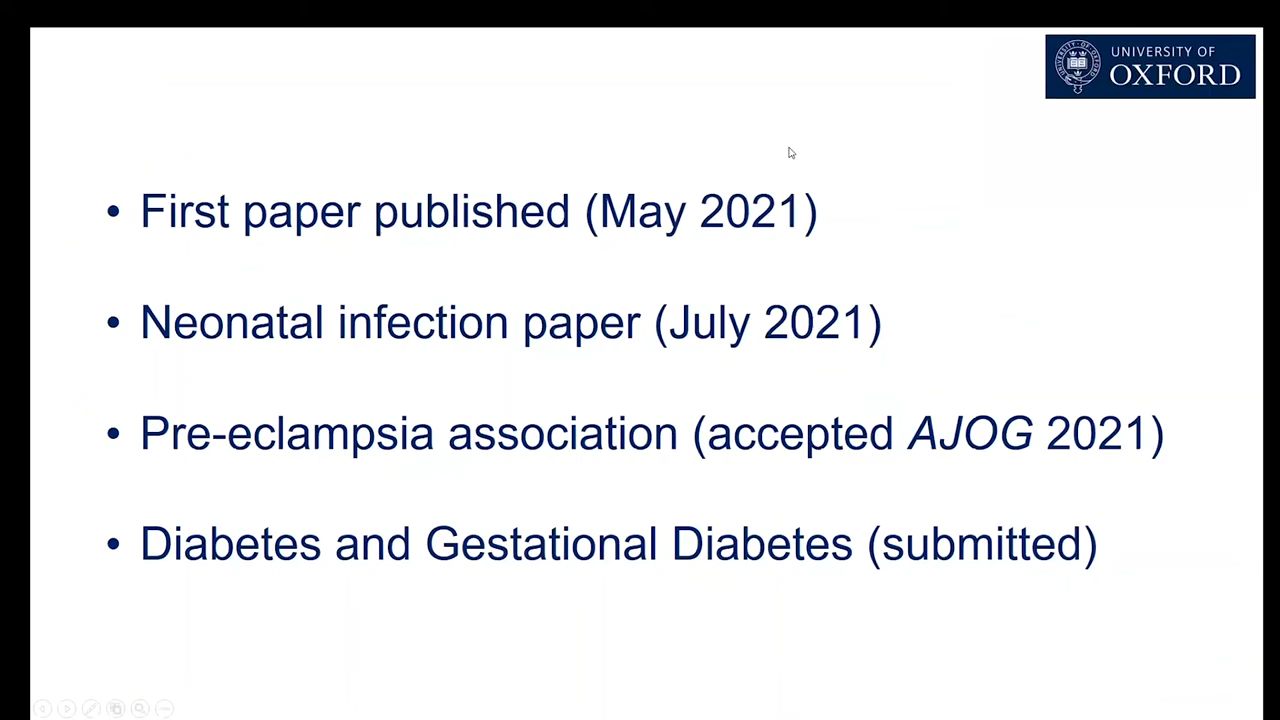 UNIVERSITY OF
OXFORD
• First paper published (May 2021)
• Neonatal infection paper (July 2021)
• Pre-eclampsia association (accepted AJOG 2021)
• Diabetes and Gestational Diabetes (submitted)